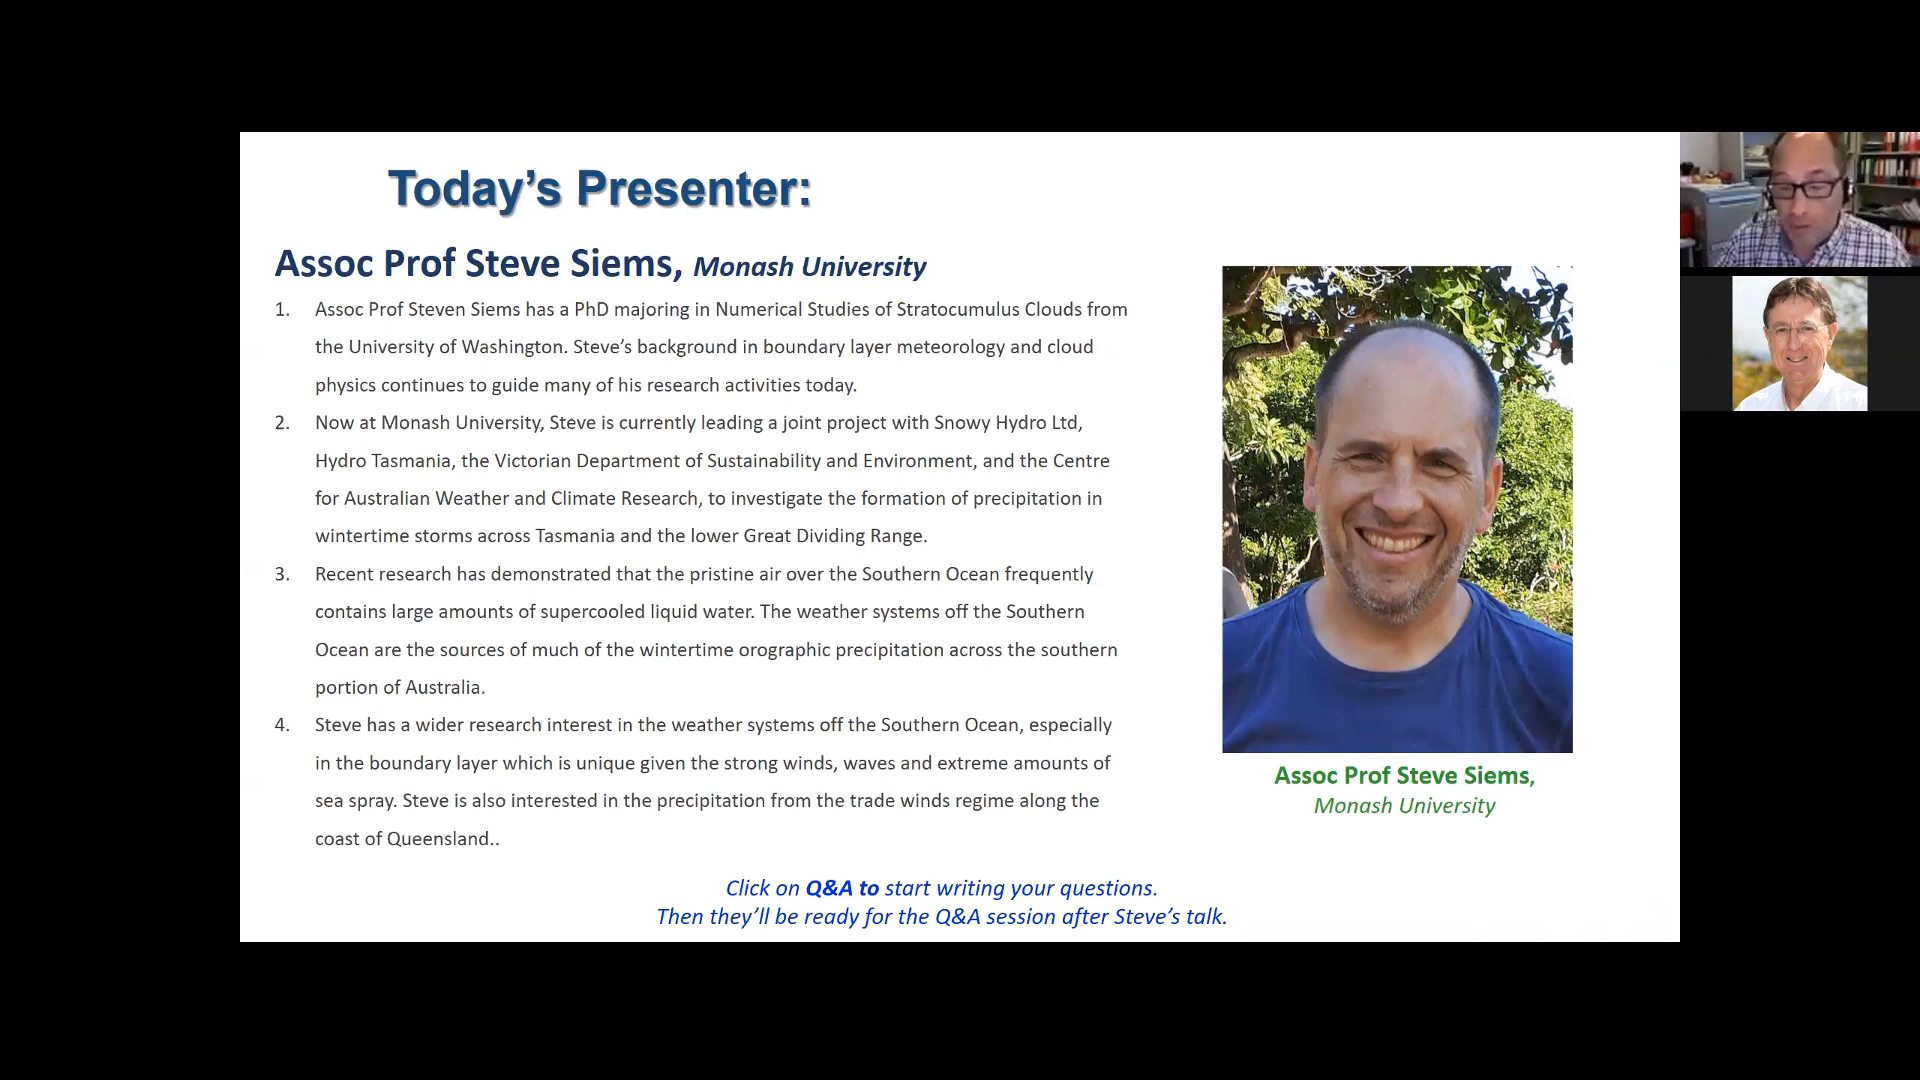 Today's Presenter:
Assoc Prof Steve Siems, Monash University
1. Assoc Prof Steven Siems has a PhD majoring in Numerical Studies of Stratocumulus Clouds from
the University of Washington. Steve's background in boundary layer meteorology and cloud
physics continues to guide many of his research activities today.
2. Now at Monash University, Steve is currently leading a joint project with Snowy Hydro Ltd,
Hydro Tasmania, the Victorian Department of Sustainability and Environment, and the Centre
for Australian Weather and Climate Research, to investigate the formation of precipitation in
wintertime storms across Tasmania and the lower Great Dividing Range.
3. Recent research has demonstrated that the pristine air over the Southern Ocean frequently
contains large amounts of supercooled liquid water. The weather systems off the Southern
Ocean are the sources of much of the wintertime orographic precipitation across the southern
portion of Australia.
4. Steve has a wider research interest in the weather systems off the Southern Ocean, especially
in the boundary layer which is unique given the strong winds, waves and extreme amounts of
sea spray. Steve is also interested in the precipitation from the trade winds regime along the
coast of Queensland..
Assoc Prof Steve Siems,
Monash University
Click on Q&A to start writing your questions.
Then they'll be ready for the Q&A session after Steve's talk.